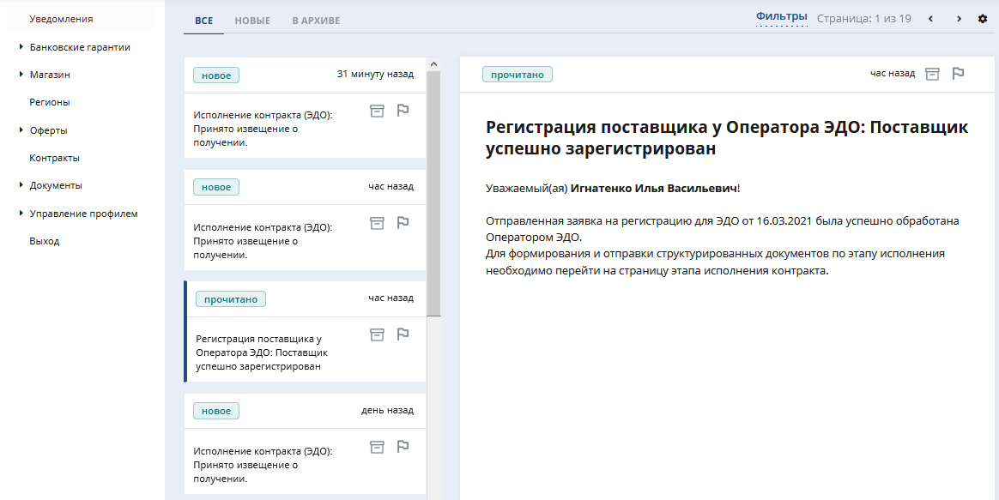 Уведомления
Банковские гарантии
Магазин
Регионы
Оферты
Контракты
Документы
Управление профилем
Выход
ВСЕ НОВЫЕ В АРХИВЕ
Фильтры Страница: 1 из 19
новое 31 минуту назад
Исполнение контракта (ЭДО):
Принято извещение о
получении.
новое час назад
Исполнение контракта (ЭДО):
Принято извещение о
получении.
прочитано час назад
Регистрация поставщика у
Оператора ЭДО: Поставщик
успешно зарегистрирован
новое день назад
Исполнение контракта (ЭДО):
Принято извещение о
получении.
прочитано час назад
Регистрация поставщика у Оператора ЭДО: Поставщик
успешно зарегистрирован
Уважаемый(ая) Игнатенко Илья Васильевич!
Отправленная заявка на регистрацию для ЭДО от 16.03.2021 была успешно обработана
Оператором ЭДО.
Для формирования и отправки структурированных документов по этапу исполнения
необходимо перейти на страницу этапа исполнения контракта.